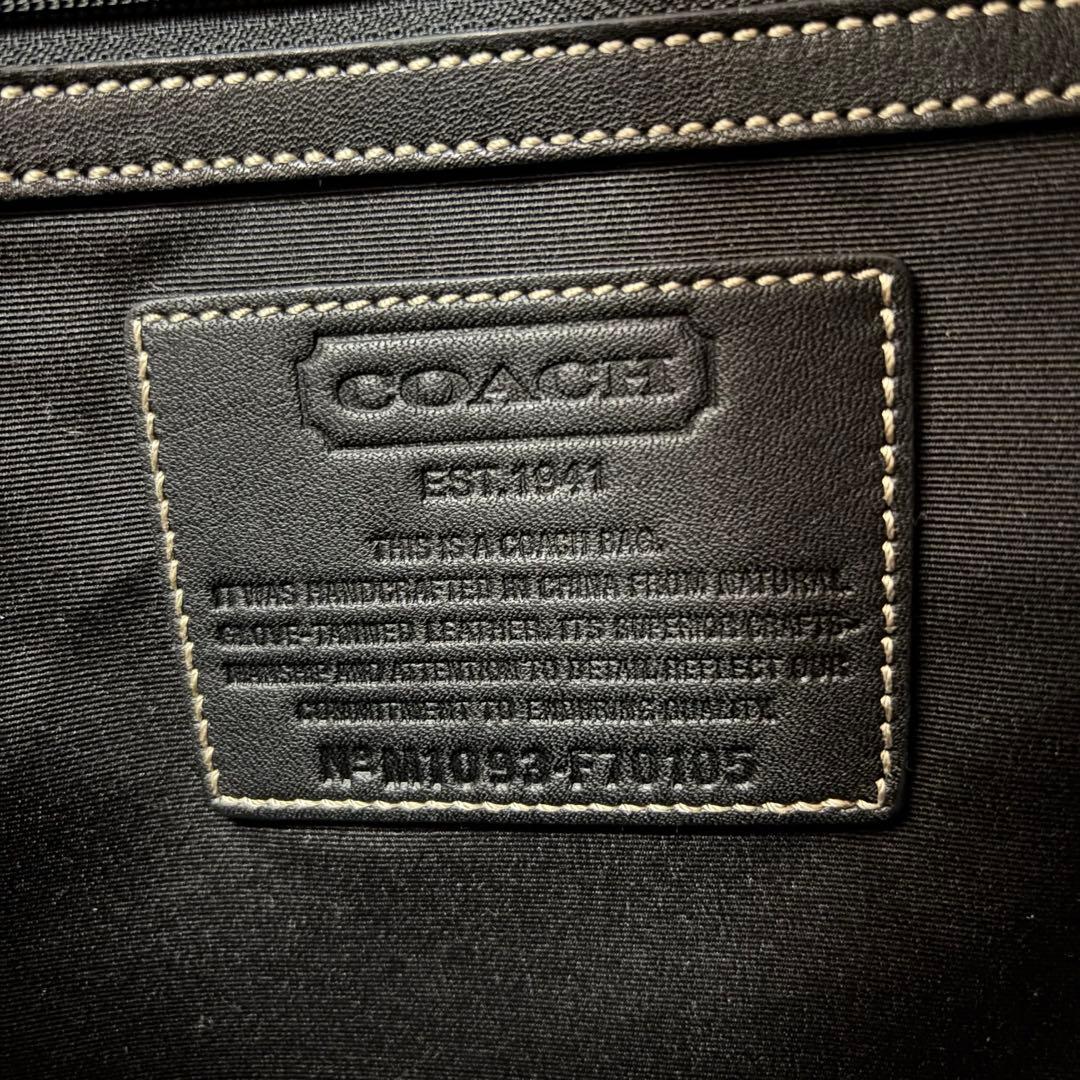 COACH
EST. 1941
THIS IS A COACH BAG.
IT WAS HANDCRAFTED IN CHINA FROM NATURAL
GLOVE-TANNED LEATHER. ITS SUPERIOR CRAFTS-
MANSHIP AND ATTENTION TO DETAIL REFLECT OUR
COMMITMENT TO ENDURING QUALITY.
Nº M1093-F70105